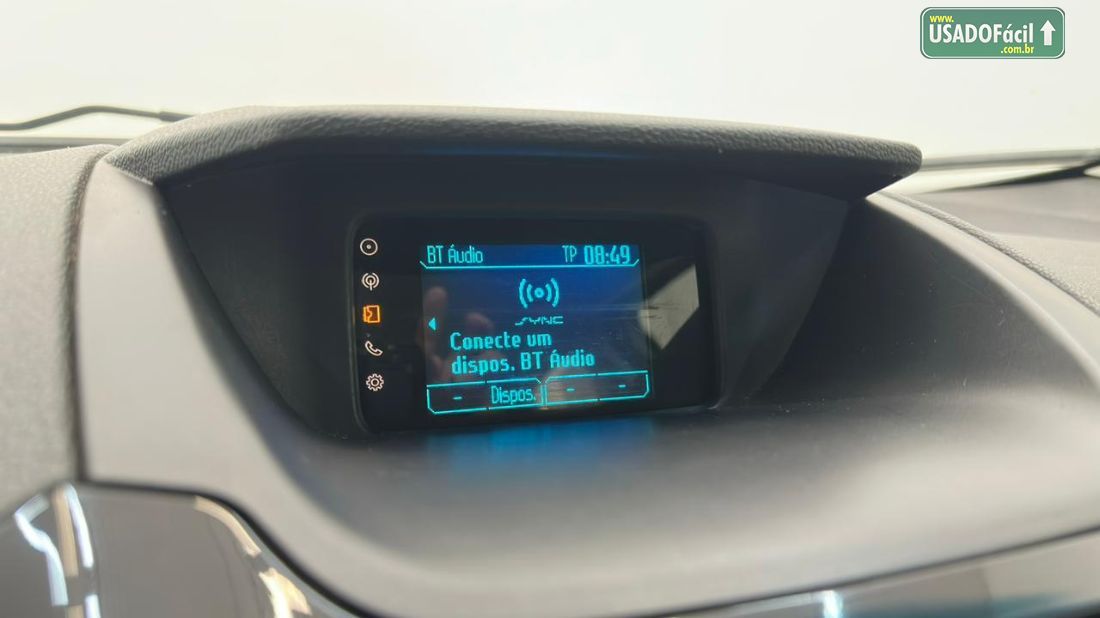 www.
USADOFácil
.com.br
BT Áudio TP 08:49
SYNC
Conecte um
dispos. BT Áudio
- Dispos. - -